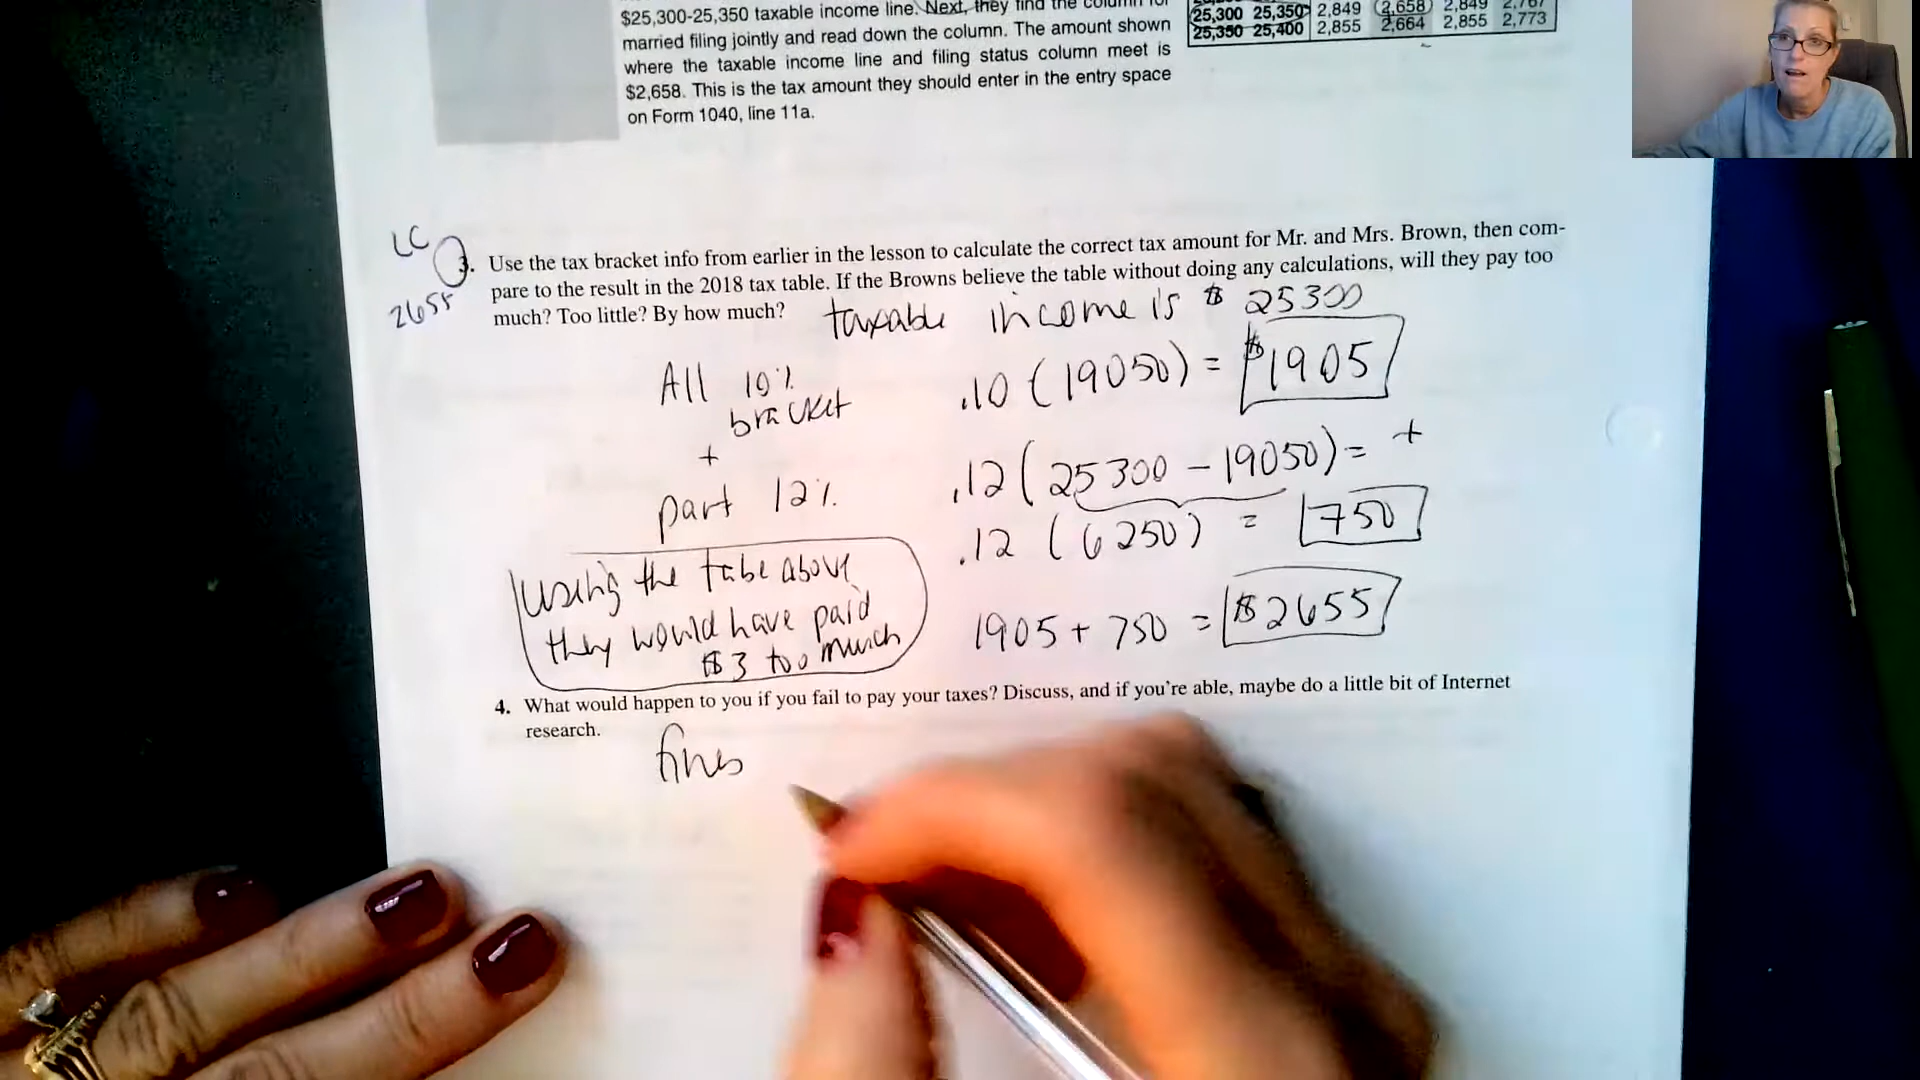 $25,300-25,350 taxable income line. Next, they find the column for
married filing jointly and read down the column. The amount shown
where the taxable income line and filing status column meet is
$2,658. This is the tax amount they should enter in the entry space
on Form 1040, line 11a.
25,300 25,350 2,849 2,658 2,849 2,767
25,350 25,400 2,855 2,664 2,855 2,773
LC
2655
3. Use the tax bracket info from earlier in the lesson to calculate the correct tax amount for Mr. and Mrs. Brown, then com-
pare to the result in the 2018 tax table. If the Browns believe the table without doing any calculations, will they pay too
much? Too little? By how much?
taxable income is $ 25300
All 10%
bracket
+
part 12%
.10 (19050) = $1905
+
.12 (25300 - 19050) =
.12 (6250) = 750
1905 + 750 = $2655
using the table above
they would have paid
$3 too much
4. What would happen to you if you fail to pay your taxes? Discuss, and if you're able, maybe do a little bit of Internet
research.
fines